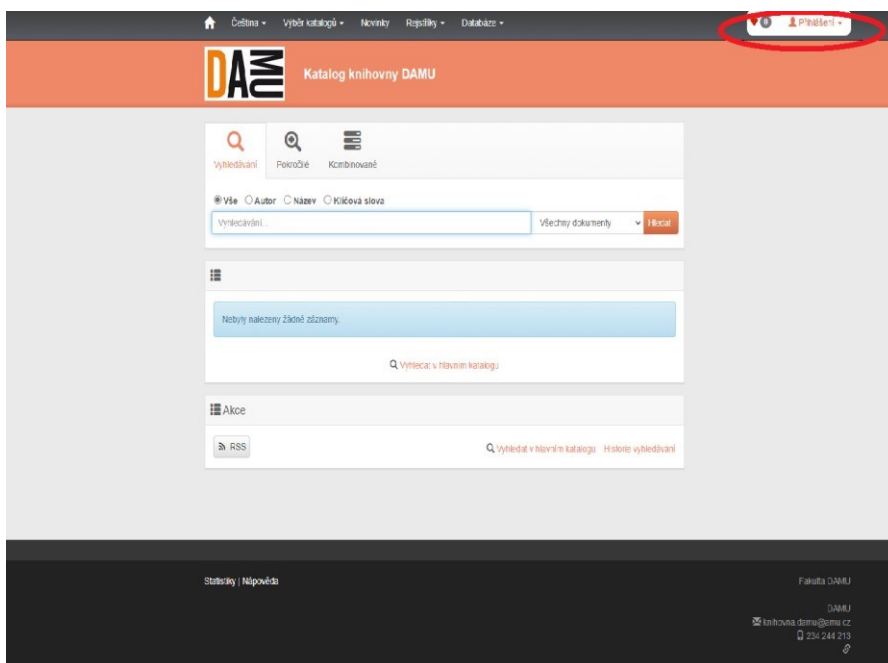 Čeština Výběr katalogů Novinky Rejstříky Databáze 0 Přihlášení
DAMU
Katalog knihovny DAMU
Vyhledávání Pokročilé Kombinované
Vše Autor Název Klíčová slova
Vyhledávání... Všechny dokumenty Hledat
Nebyly nalezeny žádné záznamy.
Vyhledat v hlavním katalogu
Akce
RSS Vyhledat v hlavním katalogu Historie vyhledávání
Statistiky | Nápověda Fakulta DAMU
DAMU
knihovna.damu@amu.cz
234 244 213